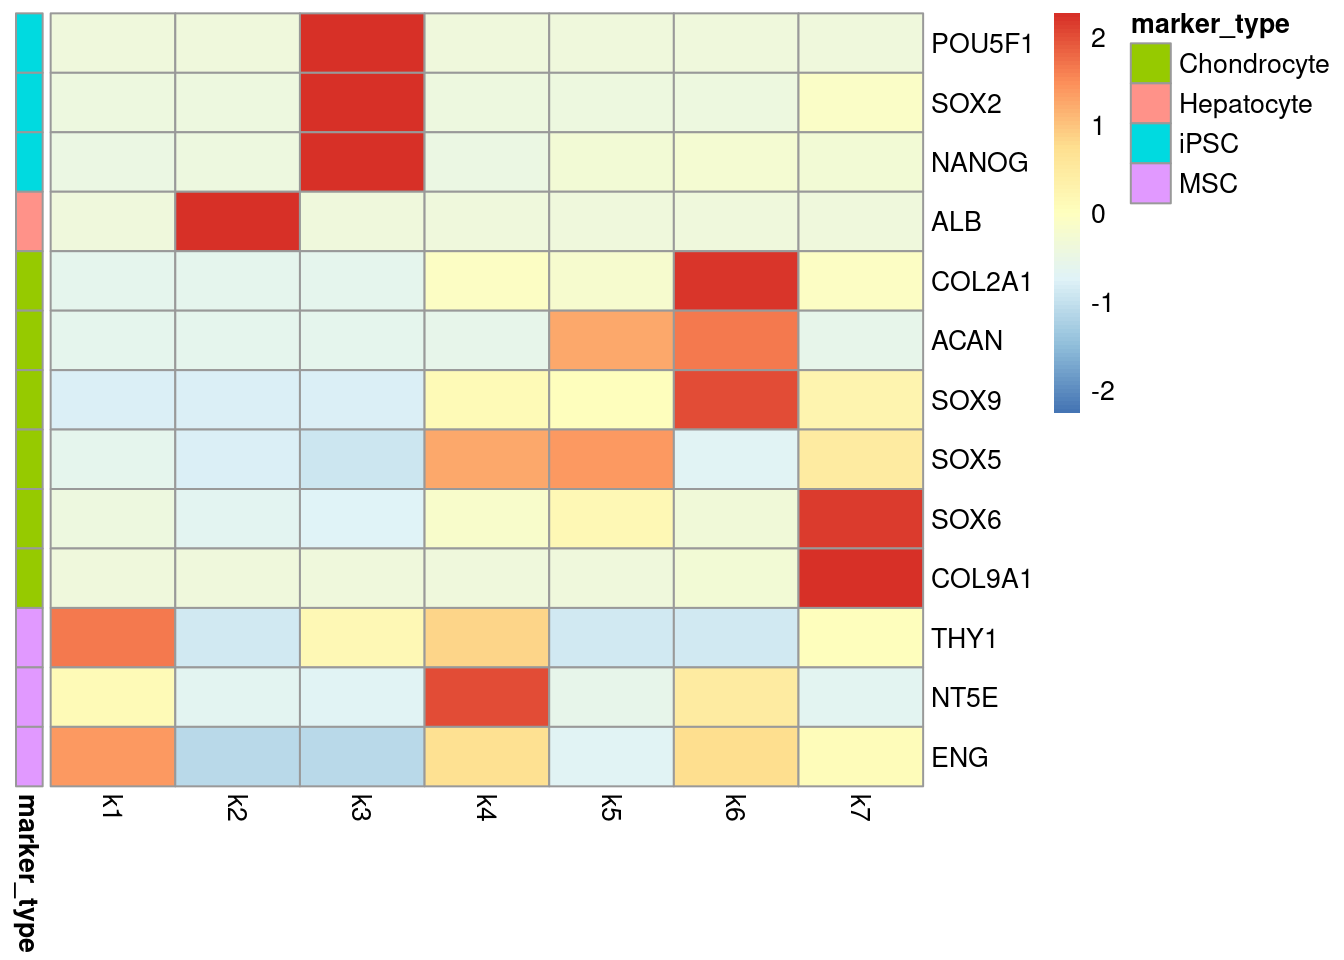 marker_type
Chondrocyte
Hepatocyte
iPSC
MSC
2
1
0
-1
-2
POU5F1
SOX2
NANOG
ALB
COL2A1
ACAN
SOX9
SOX5
SOX6
COL9A1
THY1
NT5E
ENG
marker_type
k1
k2
k3
k4
k5
k6
k7